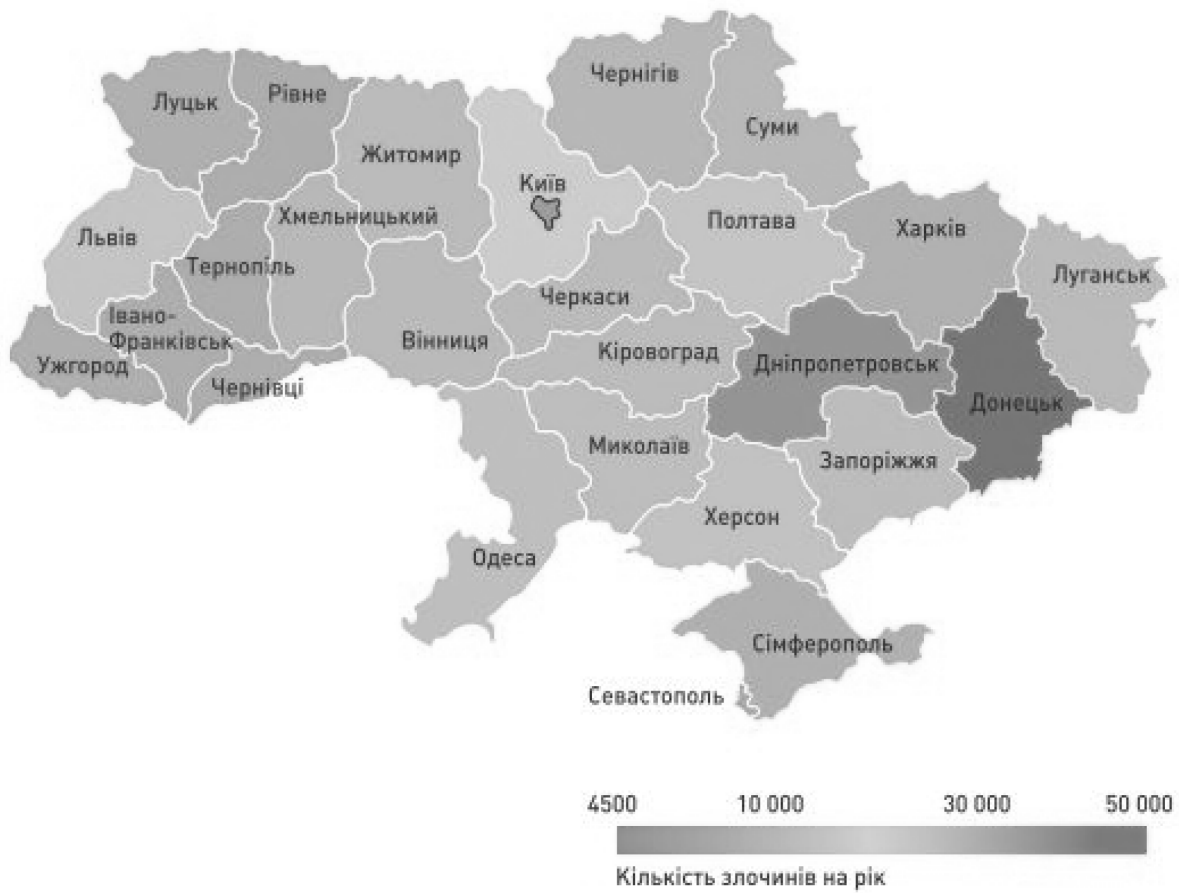 Чернігів
Луцьк
Рівне
Суми
Житомир
Київ
Хмельницький
Полтава
Харків
Львів
Тернопіль
Луганськ
Черкаси
Івано-
Франківськ
Вінниця
Кіровоград
Дніпропетровськ
Ужгород
Чернівці
Донецьк
Миколаїв
Запоріжжя
Херсон
Одеса
Сімферополь
Севастополь
4500 10 000 30 000 50 000
Кількість злочинів на рік